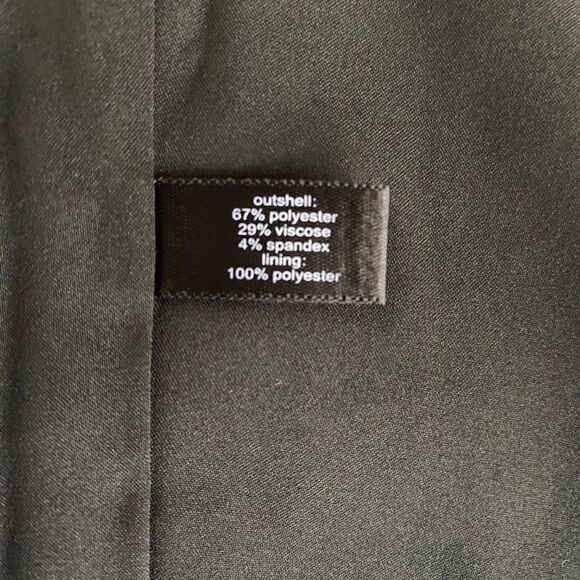 outshell:
67% polyester
29% viscose
4% spandex
lining:
100% polyester